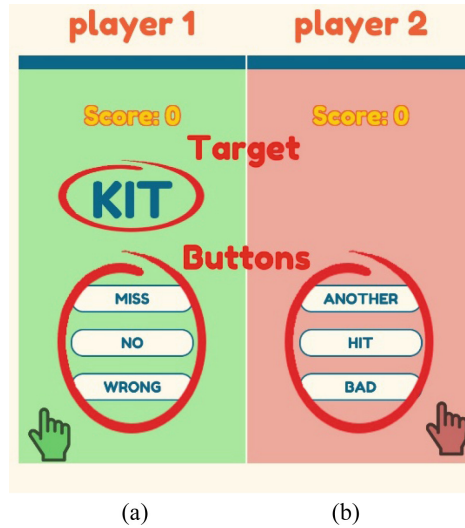 player 1 player 2
Score: 0 Score: 0
Target
KIT
Buttons
MISS ANOTHER
NO HIT
WRONG BAD
(a) (b)